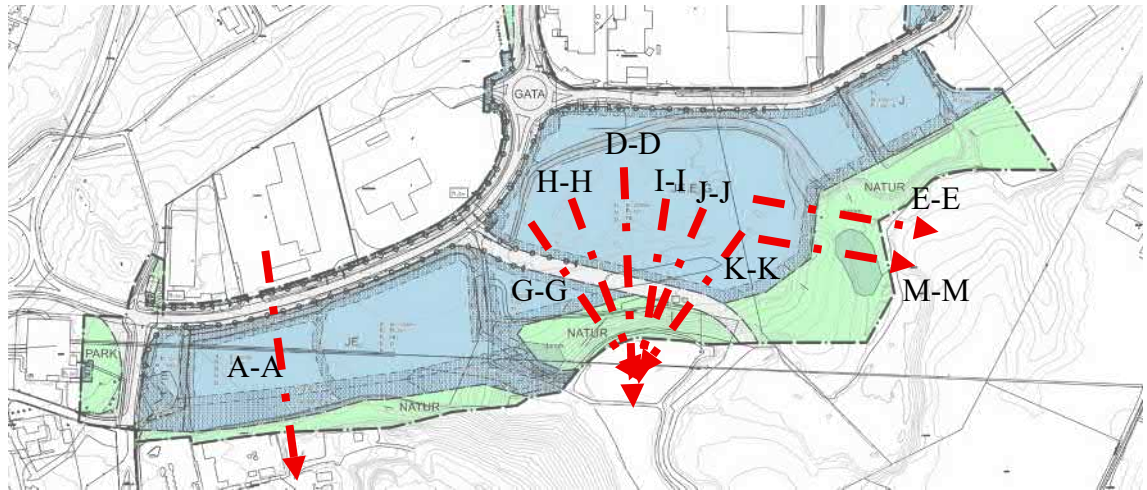 GATA
D-D
H-H
I-I
J-J
NATUR
E-E
K-K
G-G
M-M
NATUR
JE
PARK
A-A
NATUR